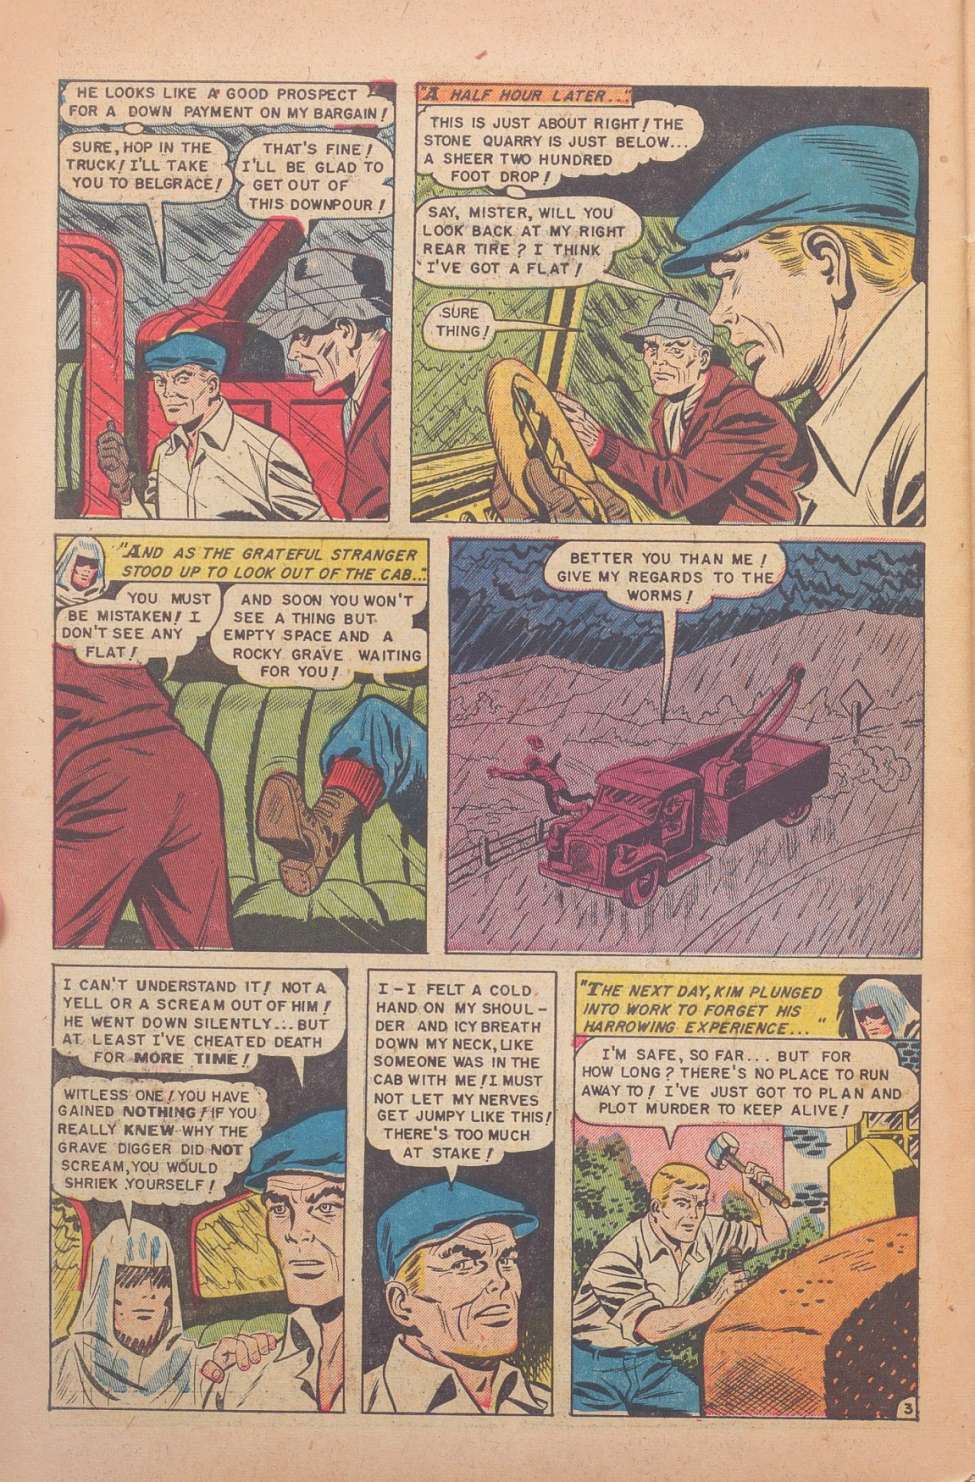 HE LOOKS LIKE A GOOD PROSPECT
FOR A DOWN PAYMENT ON MY BARGAIN!
SURE, HOP IN THE
TRUCK! I'LL TAKE
YOU TO BELGRACE!
THAT'S FINE!
I'LL BE GLAD TO
GET OUT OF
THIS DOWNPOUR!
"A HALF HOUR LATER..."
THIS IS JUST ABOUT RIGHT! THE
STONE QUARRY IS JUST BELOW...
A SHEER TWO HUNDRED
FOOT DROP!
SAY, MISTER, WILL YOU
LOOK BACK AT MY RIGHT
REAR TIRE? I THINK
I'VE GOT A FLAT!
SURE
THING!
"AND AS THE GRATEFUL STRANGER
STOOD UP TO LOOK OUT OF THE CAB..."
YOU MUST
BE MISTAKEN! I
DON'T SEE ANY
FLAT!
AND SOON YOU WON'T
SEE A THING BUT
EMPTY SPACE AND A
ROCKY GRAVE WAITING
FOR YOU!
BETTER YOU THAN ME!
GIVE MY REGARDS TO THE
WORMS!
I CAN'T UNDERSTAND IT! NOT A
YELL OR A SCREAM OUT OF HIM!
HE WENT DOWN SILENTLY... BUT
AT LEAST I'VE CHEATED DEATH
FOR MORE TIME!
WITLESS ONE! YOU HAVE
GAINED NOTHING! IF YOU
REALLY KNEW WHY THE
GRAVE DIGGER DID NOT
SCREAM, YOU WOULD
SHRIEK YOURSELF!
I-I FELT A COLD
HAND ON MY SHOUL-
DER AND ICY BREATH
DOWN MY NECK, LIKE
SOMEONE WAS IN THE
CAB WITH ME! I MUST
NOT LET MY NERVES
GET JUMPY LIKE THIS!
THERE'S TOO MUCH
AT STAKE!
"THE NEXT DAY, KIM PLUNGED
INTO WORK TO FORGET HIS
HARROWING EXPERIENCE..."
I'M SAFE, SO FAR... BUT FOR
HOW LONG? THERE'S NO PLACE TO RUN
AWAY TO! I'VE JUST GOT TO PLAN AND
PLOT MURDER TO KEEP ALIVE!
3